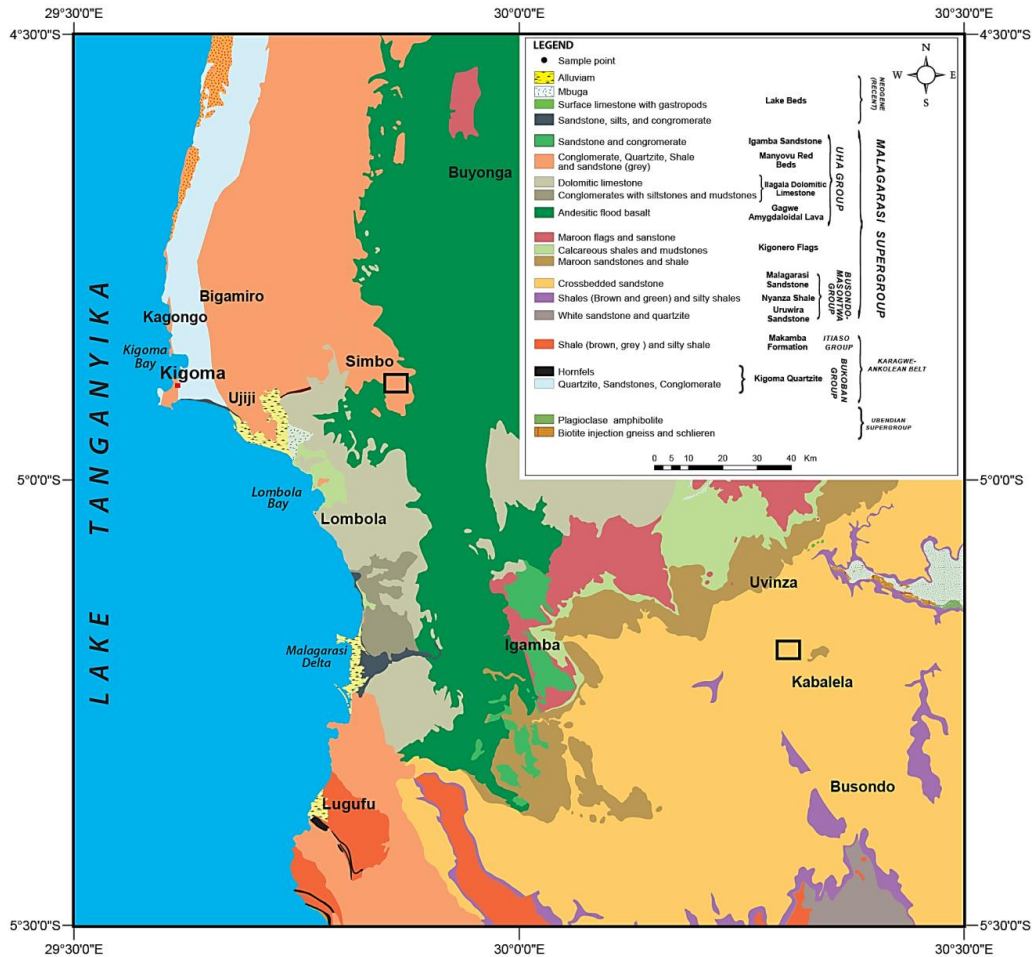 29°30'0"E
30°0'0"E
30°30'0"E
4°30'0"S
4°30'0"S
LEGEND
Sample point
Alluviam
Mbuga
Surface limestone with gastropods
Sandstone, silts, and congromerate
Lake Beds
NEOGENE
(RECENT)
Sandstone and congromerate
Igamba Sandstone
Conglomerate, Quartzite, Shale
and sandstone (grey)
Manyovu Red
Beds
Dolomitic limestone
Conglomerates with siltstones and mudstones
Ilagala Dolomitic
Limestone
Andesitic flood basalt
Gagwe
Amygdaloidal Lava
UHA GROUP
Maroon flags and sanstone
Calcareous shales and mudstones
Maroon sandstones and shale
Kigonero Flags
Crossbedded sandstone
Shales (Brown and green) and silty shales
White sandstone and quartzite
Malagarasi
Sandstone
Nyanza Shale
Uruwira
Sandstone
BUSONDO-
MASONTWA
GROUP
MALAGARASI SUPERGROUP
Shale (brown, grey ) and silty shale
Makamba
Formation
ITIASO
GROUP
Hornfels
Quartzite, Sandstones, Conglomerate
Kigoma Quartzite
BUKOBAN
GROUP
KARAGWE-
ANKOLEAN BELT
Plagioclase amphibolite
Biotite injection gneiss and schlieren
UBENDIAN
SUPERGROUP
0 5 10 20 30 40 Km
N
W E
S
Buyonga
Bigamiro
Kagongo
Kigoma
Bay
Kigoma
Simbo
Ujiji
LAKE TANGANYIKA
5°0'0"S
5°0'0"S
Lombola
Bay
Lombola
Uvinza
Malagarasi
Delta
Igamba
Kabalela
Busondo
Lugufu
5°30'0"S
5°30'0"S
29°30'0"E
30°0'0"E
30°30'0"E